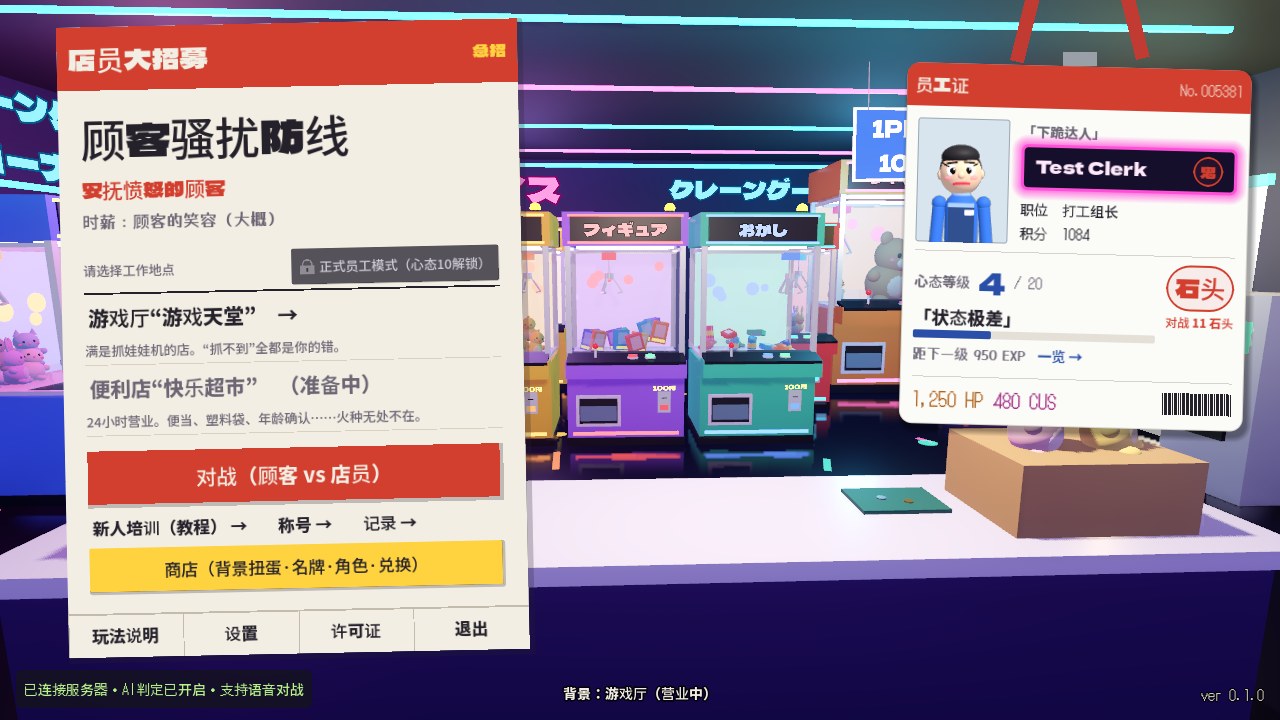 店员大招募
急招
顾客骚扰防线
安抚愤怒的顾客
时薪：顾客的笑容（大概）
请选择工作地点
正式员工模式（心态10解锁）
游戏厅“游戏天堂” →
满是抓娃娃机的店。“抓不到”全都是你的错。
便利店“快乐超市” （准备中）
24小时营业。便当、塑料袋、年龄确认……火种无处不在。
对战（顾客 vs 店员）
新人培训（教程） → 称号 → 记录 →
商店（背景扭蛋·名牌·角色·兑换）
玩法说明 设置 许可证 退出
已连接服务器・AI判定已开启・支持语音对战
背景：游戏厅（营业中）
ver 0.1.0
クレーンゲー
フィギュア
おかし
100円
100円
员工证
No.005381
「下跪达人」
Test Clerk
职位 打工组长
积分 1084
心态等级 4 / 20
石头
对战 11 石头
「状态极差」
距下一级 950 EXP 一览 →
1,250 HP 480 CUS